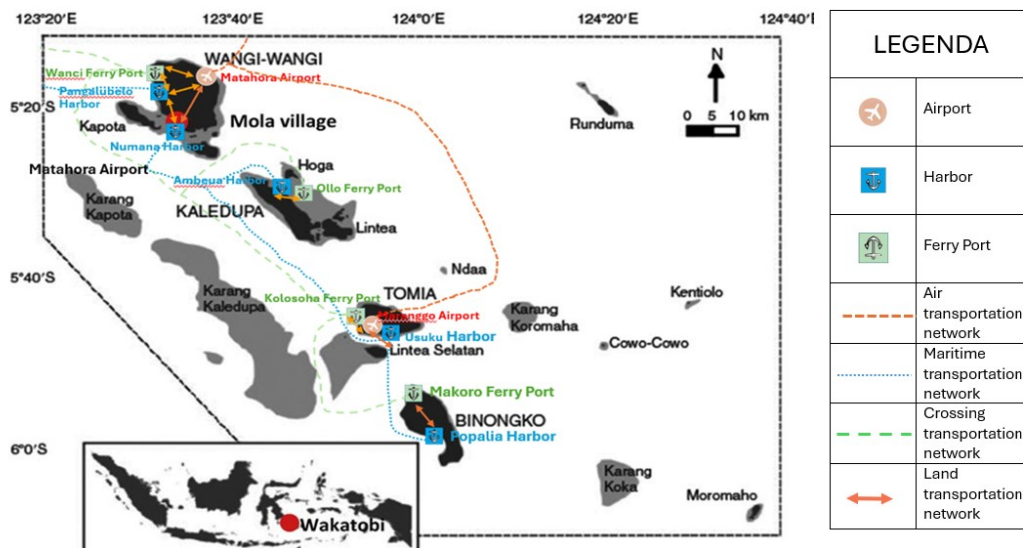 123°20'E
123°40'E
124°0'E
124°20'E
124°40'E
5°20'S
5°40'S
6°0'S
WANGI-WANGI
Wanci Ferry Port
Matahora Airport
Pangalubelo
Harbor
Kapota
Mola village
Numana Harbor
Matahora Airport
Karang
Kapota
Ambeua Harbor
Hoga
Ollo Ferry Port
KALEDUPA
Lintea
N
0 5 10 km
Runduma
Karang
Kaledupa
Ndaa
TOMIA
Kolosoha Ferry Port
Maranggo Airport
Usuku Harbor
Lintea Selatan
Karang
Koromaha
Kentiolo
Cowo-Cowo
Makoro Ferry Port
BINONGKO
Popalia Harbor
Karang
Koka
Moromaho
Wakatobi
LEGENDA
Airport
Harbor
Ferry Port
Air
transportation
network
Maritime
transportation
network
Crossing
transportation
network
Land
transportation
network